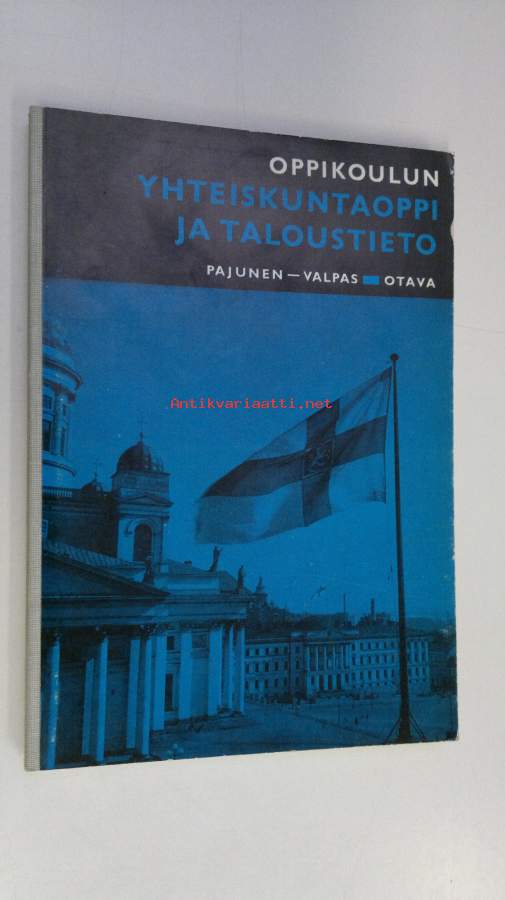 OPPIKOULUN
YHTEISKUNTAOPPI
JA TALOUSTIETO
PAJUNEN — VALPAS OTAVA
Antikvariaatti.net